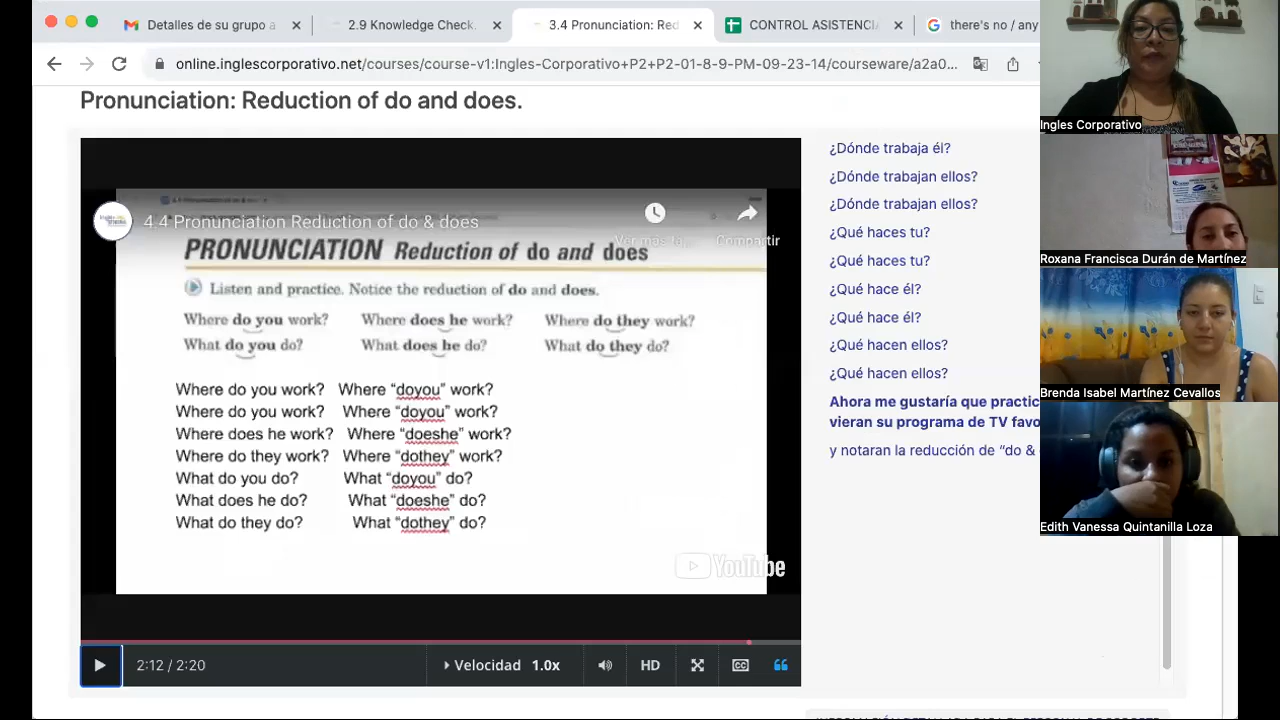 Detalles de su grupo a
2.9 Knowledge Check
3.4 Pronunciation: Red
CONTROL ASISTENCIA
there's no / any
online.inglescorporativo.net/courses/course-v1:Ingles-Corporativo+P2+P2-01-8-9-PM-09-23-14/courseware/a2a0...
Pronunciation: Reduction of do and does.
4-4 Pronunciation Reduction of do & does
Ver más ta...
Compartir
PRONUNCIATION Reduction of do and does
Listen and practice. Notice the reduction of do and does.
Where do you work? Where does he work? Where do they work?
What do you do? What does he do? What do they do?
Where do you work? Where "doyou" work?
Where do you work? Where "doyou" work?
Where does he work? Where "doeshe" work?
Where do they work? Where "dothey" work?
What do you do? What "doyou" do?
What does he do? What "doeshe" do?
What do they do? What "dothey" do?
YouTube
2:12 / 2:20
Velocidad 1.0x
HD
CC
¿Dónde trabaja él?
¿Dónde trabajan ellos?
¿Dónde trabajan ellos?
¿Qué haces tu?
¿Qué haces tu?
¿Qué hace él?
¿Qué hace él?
¿Qué hacen ellos?
¿Qué hacen ellos?
Ahora me gustaría que practic
vieran su programa de TV favo
y notaran la reducción de "do &
Ingles Corporativo
Roxana Francisca Durán de Martínez
Brenda Isabel Martínez Cevallos
Edith Vanessa Quintanilla Loza